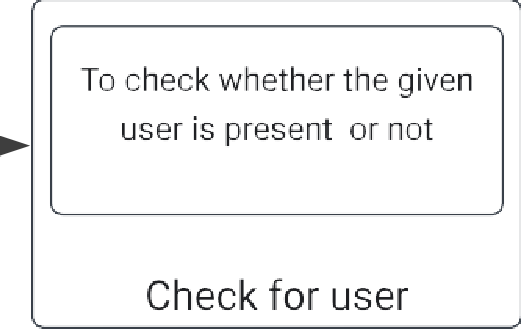 To check whether the given
user is present or not
Check for user